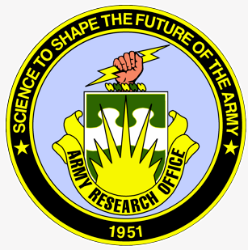 SCIENCE TO SHAPE THE FUTURE OF THE ARMY
ARMY RESEARCH OFFICE
1951